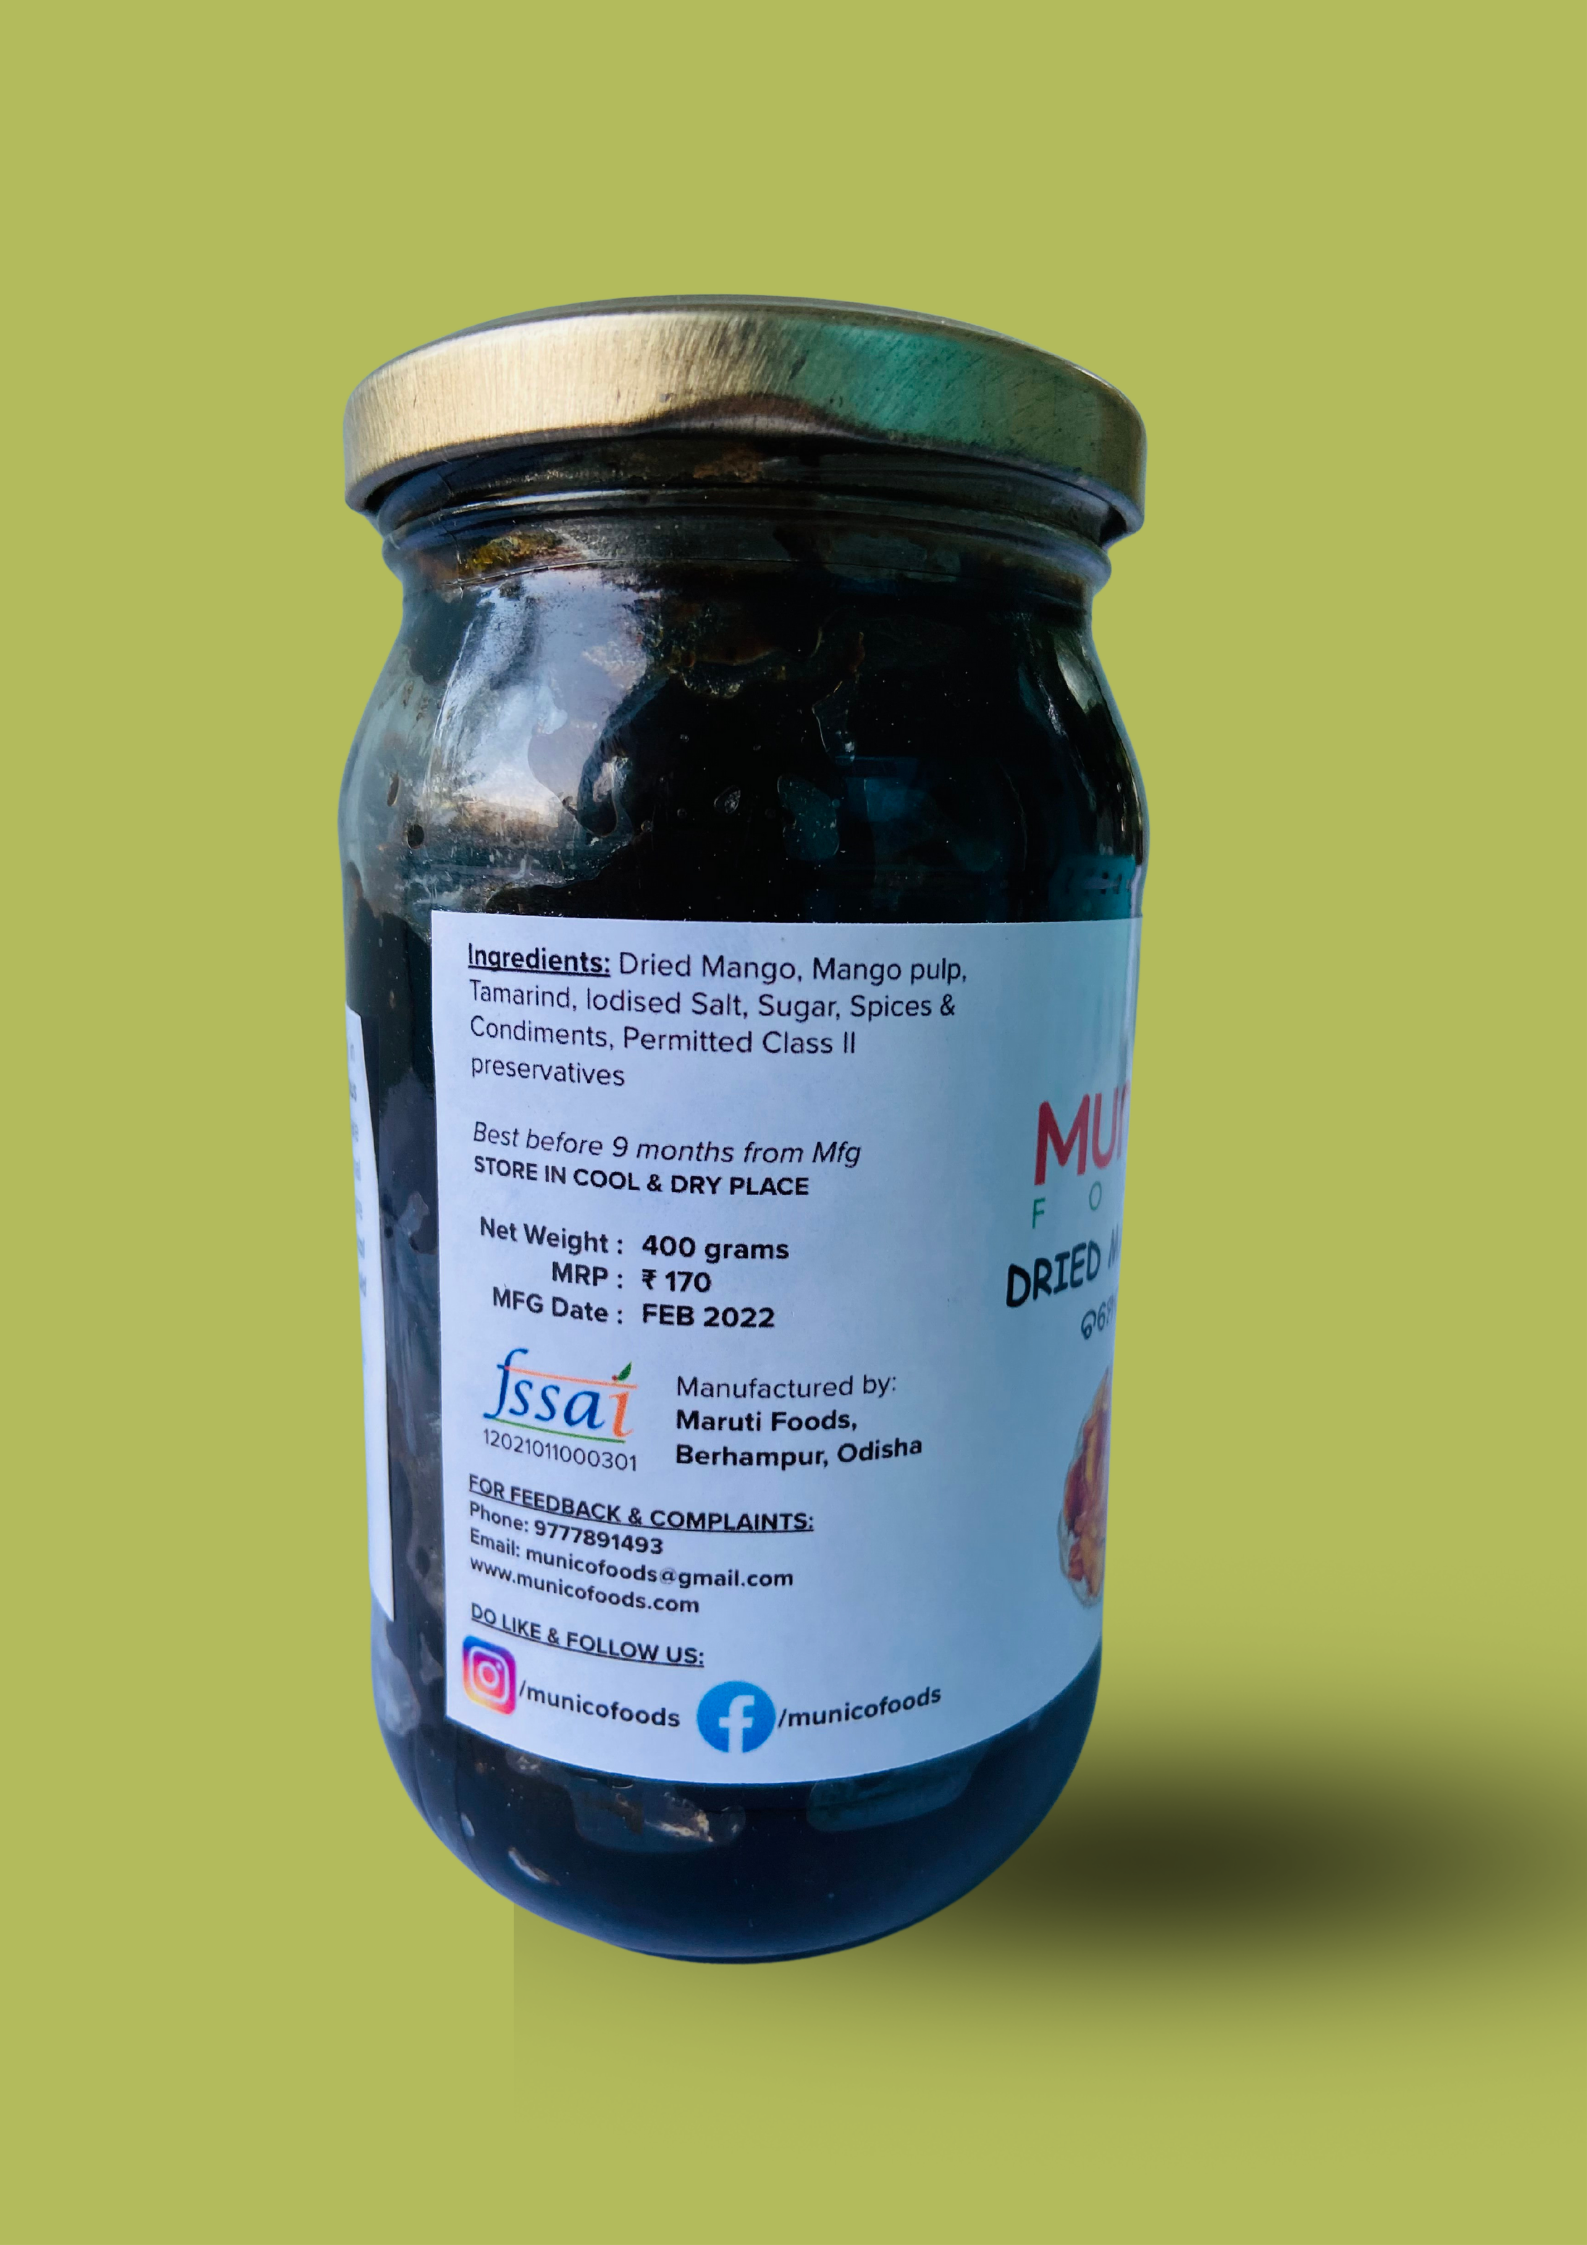 Ingredients: Dried Mango, Mango pulp,
Tamarind, Iodised Salt, Sugar, Spices &
Condiments, Permitted Class II
preservatives
Best before 9 months from Mfg
STORE IN COOL & DRY PLACE
Net Weight : 400 grams
MRP : ₹ 170
MFG Date : FEB 2022
fssai
12021011000301
Manufactured by:
Maruti Foods,
Berhampur, Odisha
FOR FEEDBACK & COMPLAINTS:
Phone: 9777891493
Email: municofoods@gmail.com
www.municofoods.com
DO LIKE & FOLLOW US:
/municofoods /municofoods
DRIED